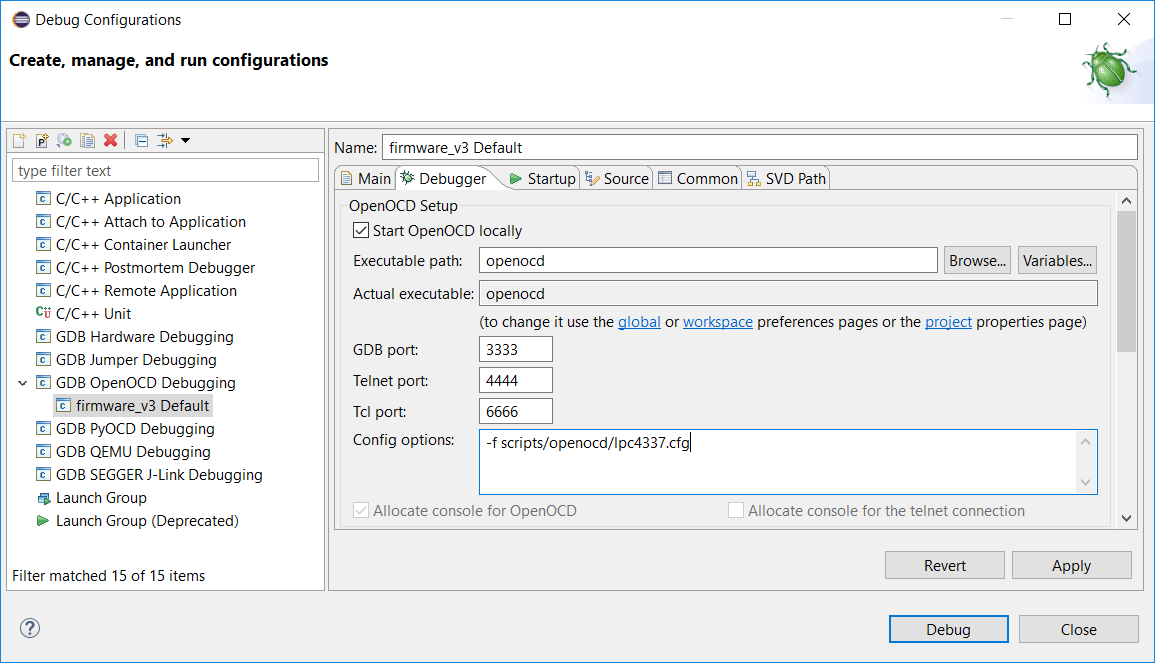 Debug Configurations
Create, manage, and run configurations
type filter text
C/C++ Application
C/C++ Attach to Application
C/C++ Container Launcher
C/C++ Postmortem Debugger
C/C++ Remote Application
C/C++ Unit
GDB Hardware Debugging
GDB Jumper Debugging
GDB OpenOCD Debugging
firmware_v3 Default
GDB PyOCD Debugging
GDB QEMU Debugging
GDB SEGGER J-Link Debugging
Launch Group
Launch Group (Deprecated)
Filter matched 15 of 15 items
Name: firmware_v3 Default
Main Debugger Startup Source Common SVD Path
OpenOCD Setup
Start OpenOCD locally
Executable path: openocd Browse... Variables...
Actual executable: openocd
(to change it use the global or workspace preferences pages or the project properties page)
GDB port: 3333
Telnet port: 4444
Tcl port: 6666
Config options: -f scripts/openocd/lpc4337.cfg
Allocate console for OpenOCD Allocate console for the telnet connection
Revert Apply
Debug Close